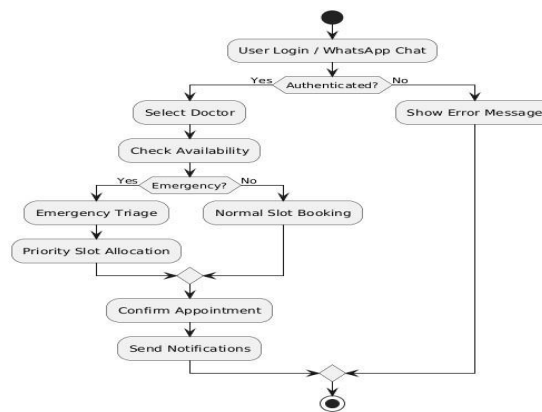 User Login / WhatsApp Chat
Yes
Authenticated?
No
Select Doctor
Show Error Message
Check Availability
Yes
Emergency?
No
Emergency Triage
Normal Slot Booking
Priority Slot Allocation
Confirm Appointment
Send Notifications